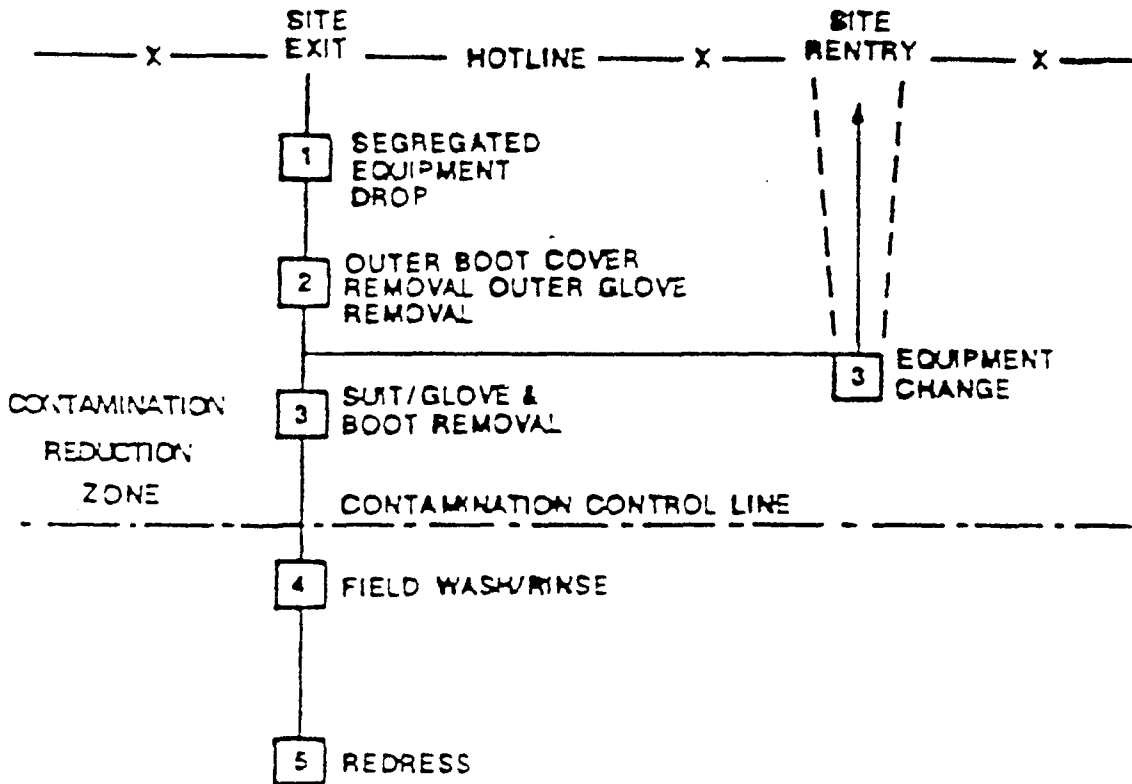 SITE
EXIT
X
HOTLINE
X
SITE
RENTRY
X
1
SEGREGATED
EQUIPMENT
DROP
2
OUTER BOOT COVER
REMOVAL OUTER GLOVE
REMOVAL
3
EQUIPMENT
CHANGE
CONTAMINATION
REDUCTION
ZONE
3
SUIT/GLOVE &
BOOT REMOVAL
CONTAMINATION CONTROL LINE
4
FIELD WASH/RINSE
5
REDRESS